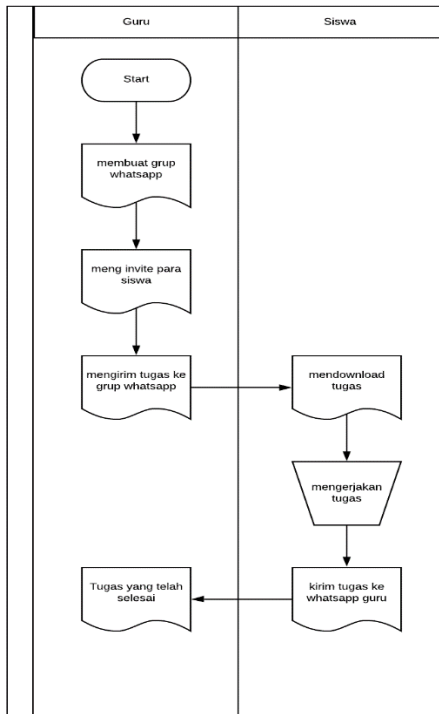 Guru
Siswa
Start
membuat grup
whatsapp
meng invite para
siswa
mengirim tugas ke
grup whatsapp
mendownload
tugas
mengerjakan
tugas
kirim tugas ke
whatsapp guru
Tugas yang telah
selesai